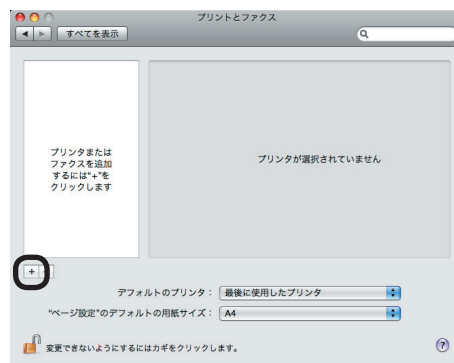 プリントとファクス
すべてを表示
プリンタまたは
ファクスを追加
するには"+"を
クリックします
プリンタが選択されていません
+
デフォルトのプリンタ： 最後に使用したプリンタ
"ページ設定"のデフォルトの用紙サイズ： A4
変更できないようにするにはカギをクリックします。
?